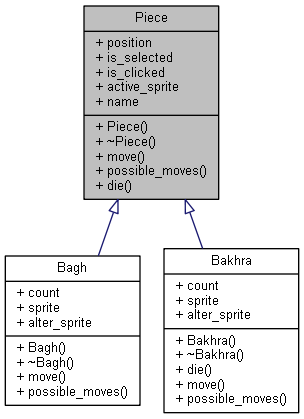 Piece
+ position
+ is_selected
+ is_clicked
+ active_sprite
+ name
+ Piece()
+ ~Piece()
+ move()
+ possible_moves()
+ die()
Bagh
+ count
+ sprite
+ alter_sprite
+ Bagh()
+ ~Bagh()
+ move()
+ possible_moves()
Bakhra
+ count
+ sprite
+ alter_sprite
+ Bakhra()
+ ~Bakhra()
+ die()
+ move()
+ possible_moves()